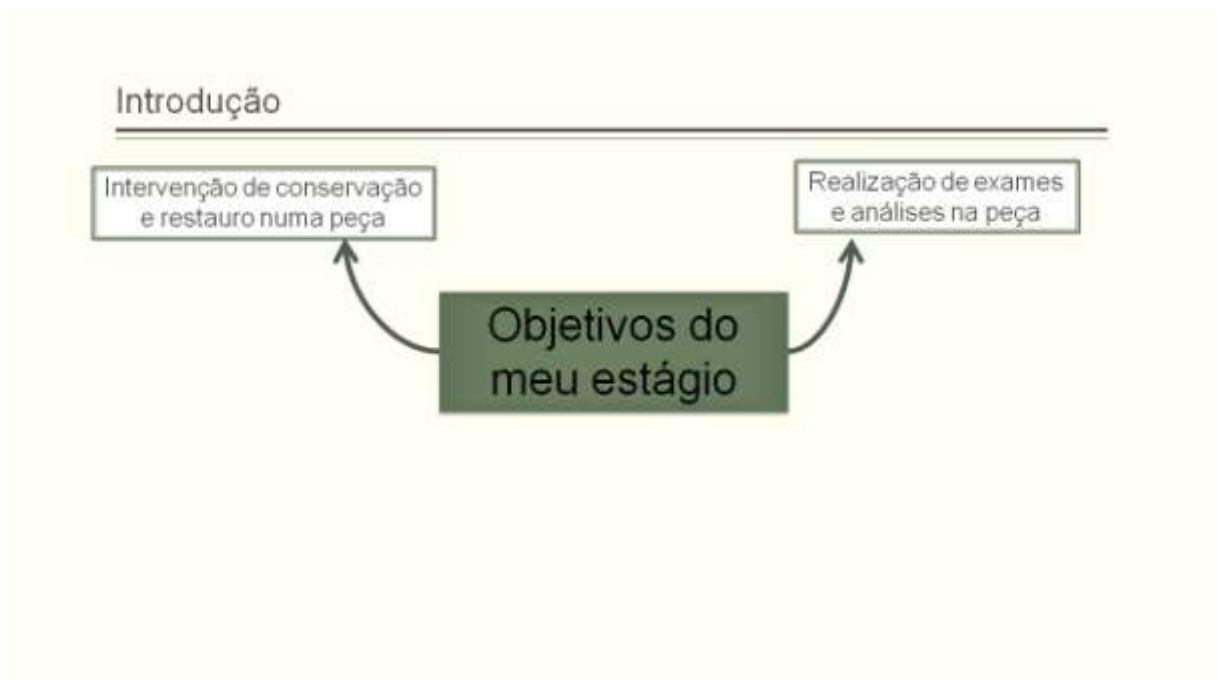 Introdução
Intervenção de conservação
e restauro numa peça
Realização de exames
e análises na peça
Objetivos do
meu estágio